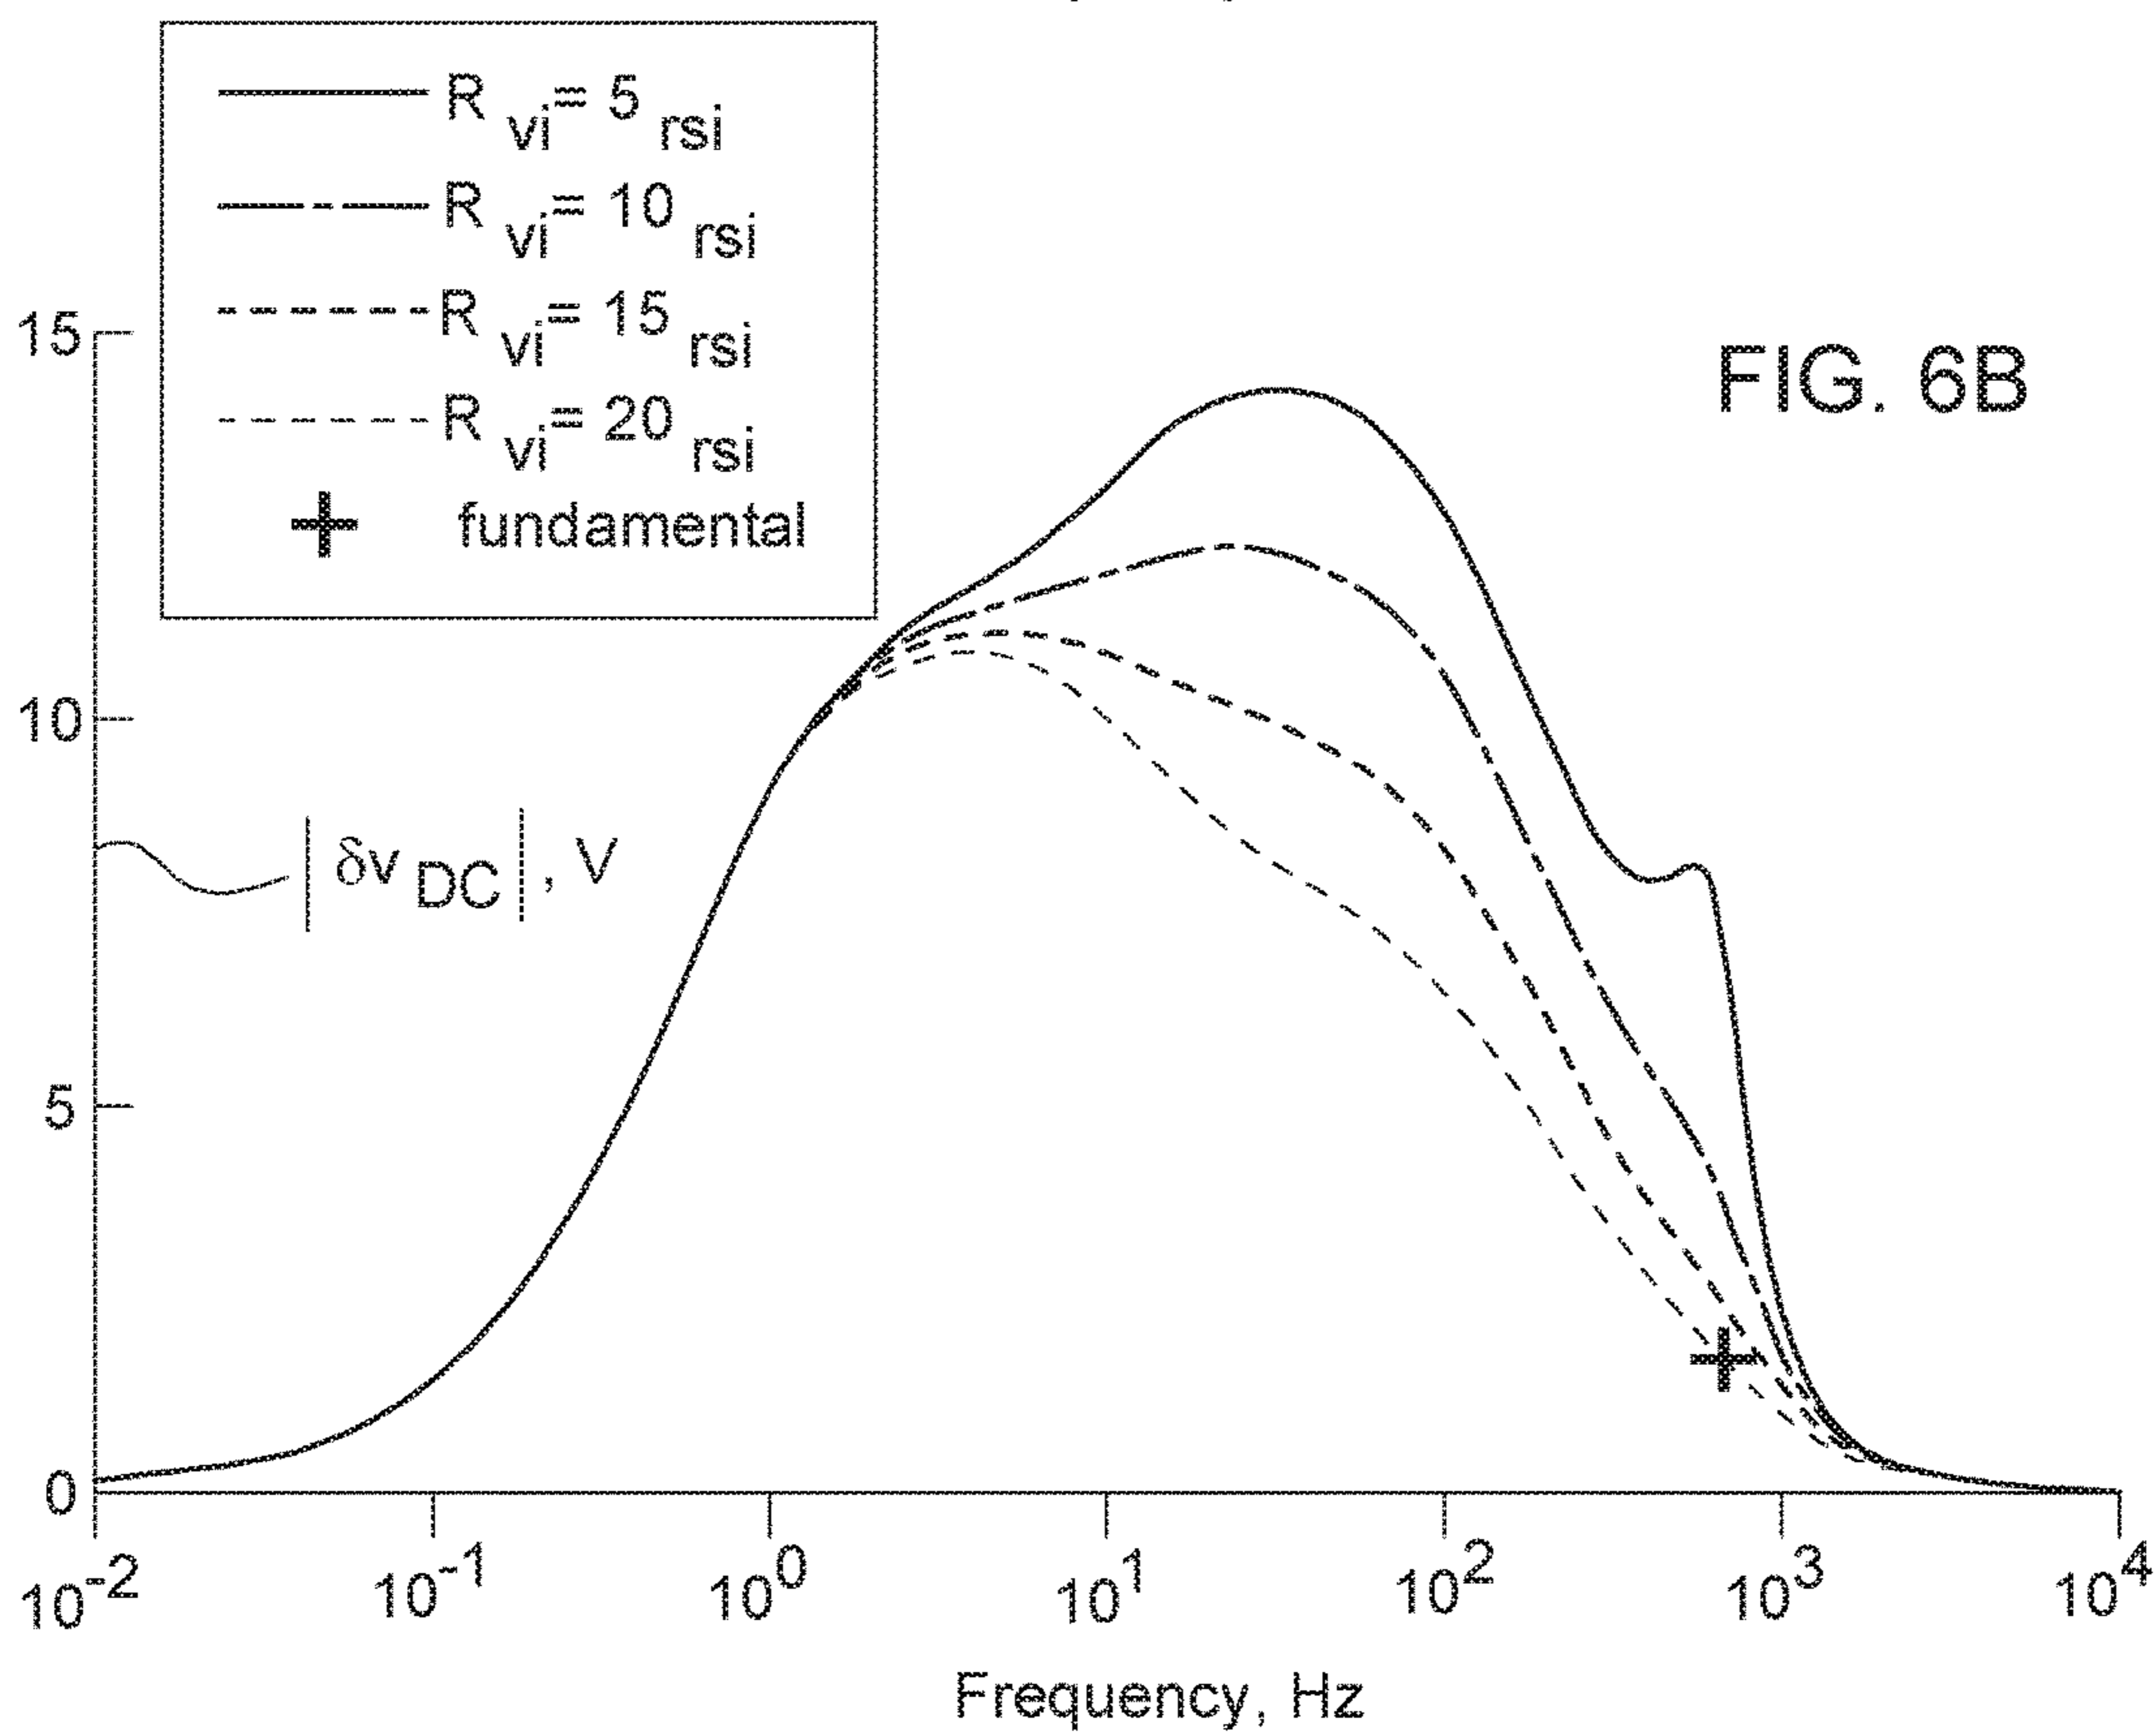 R vi= 5 rsi
R vi= 10 rsi
R vi= 15 rsi
R vi= 20 rsi
fundamental
FIG. 6B
15
10
|δv DC|, V
5
0
10-2 10-1 100 101 102 103 104
Frequency, Hz